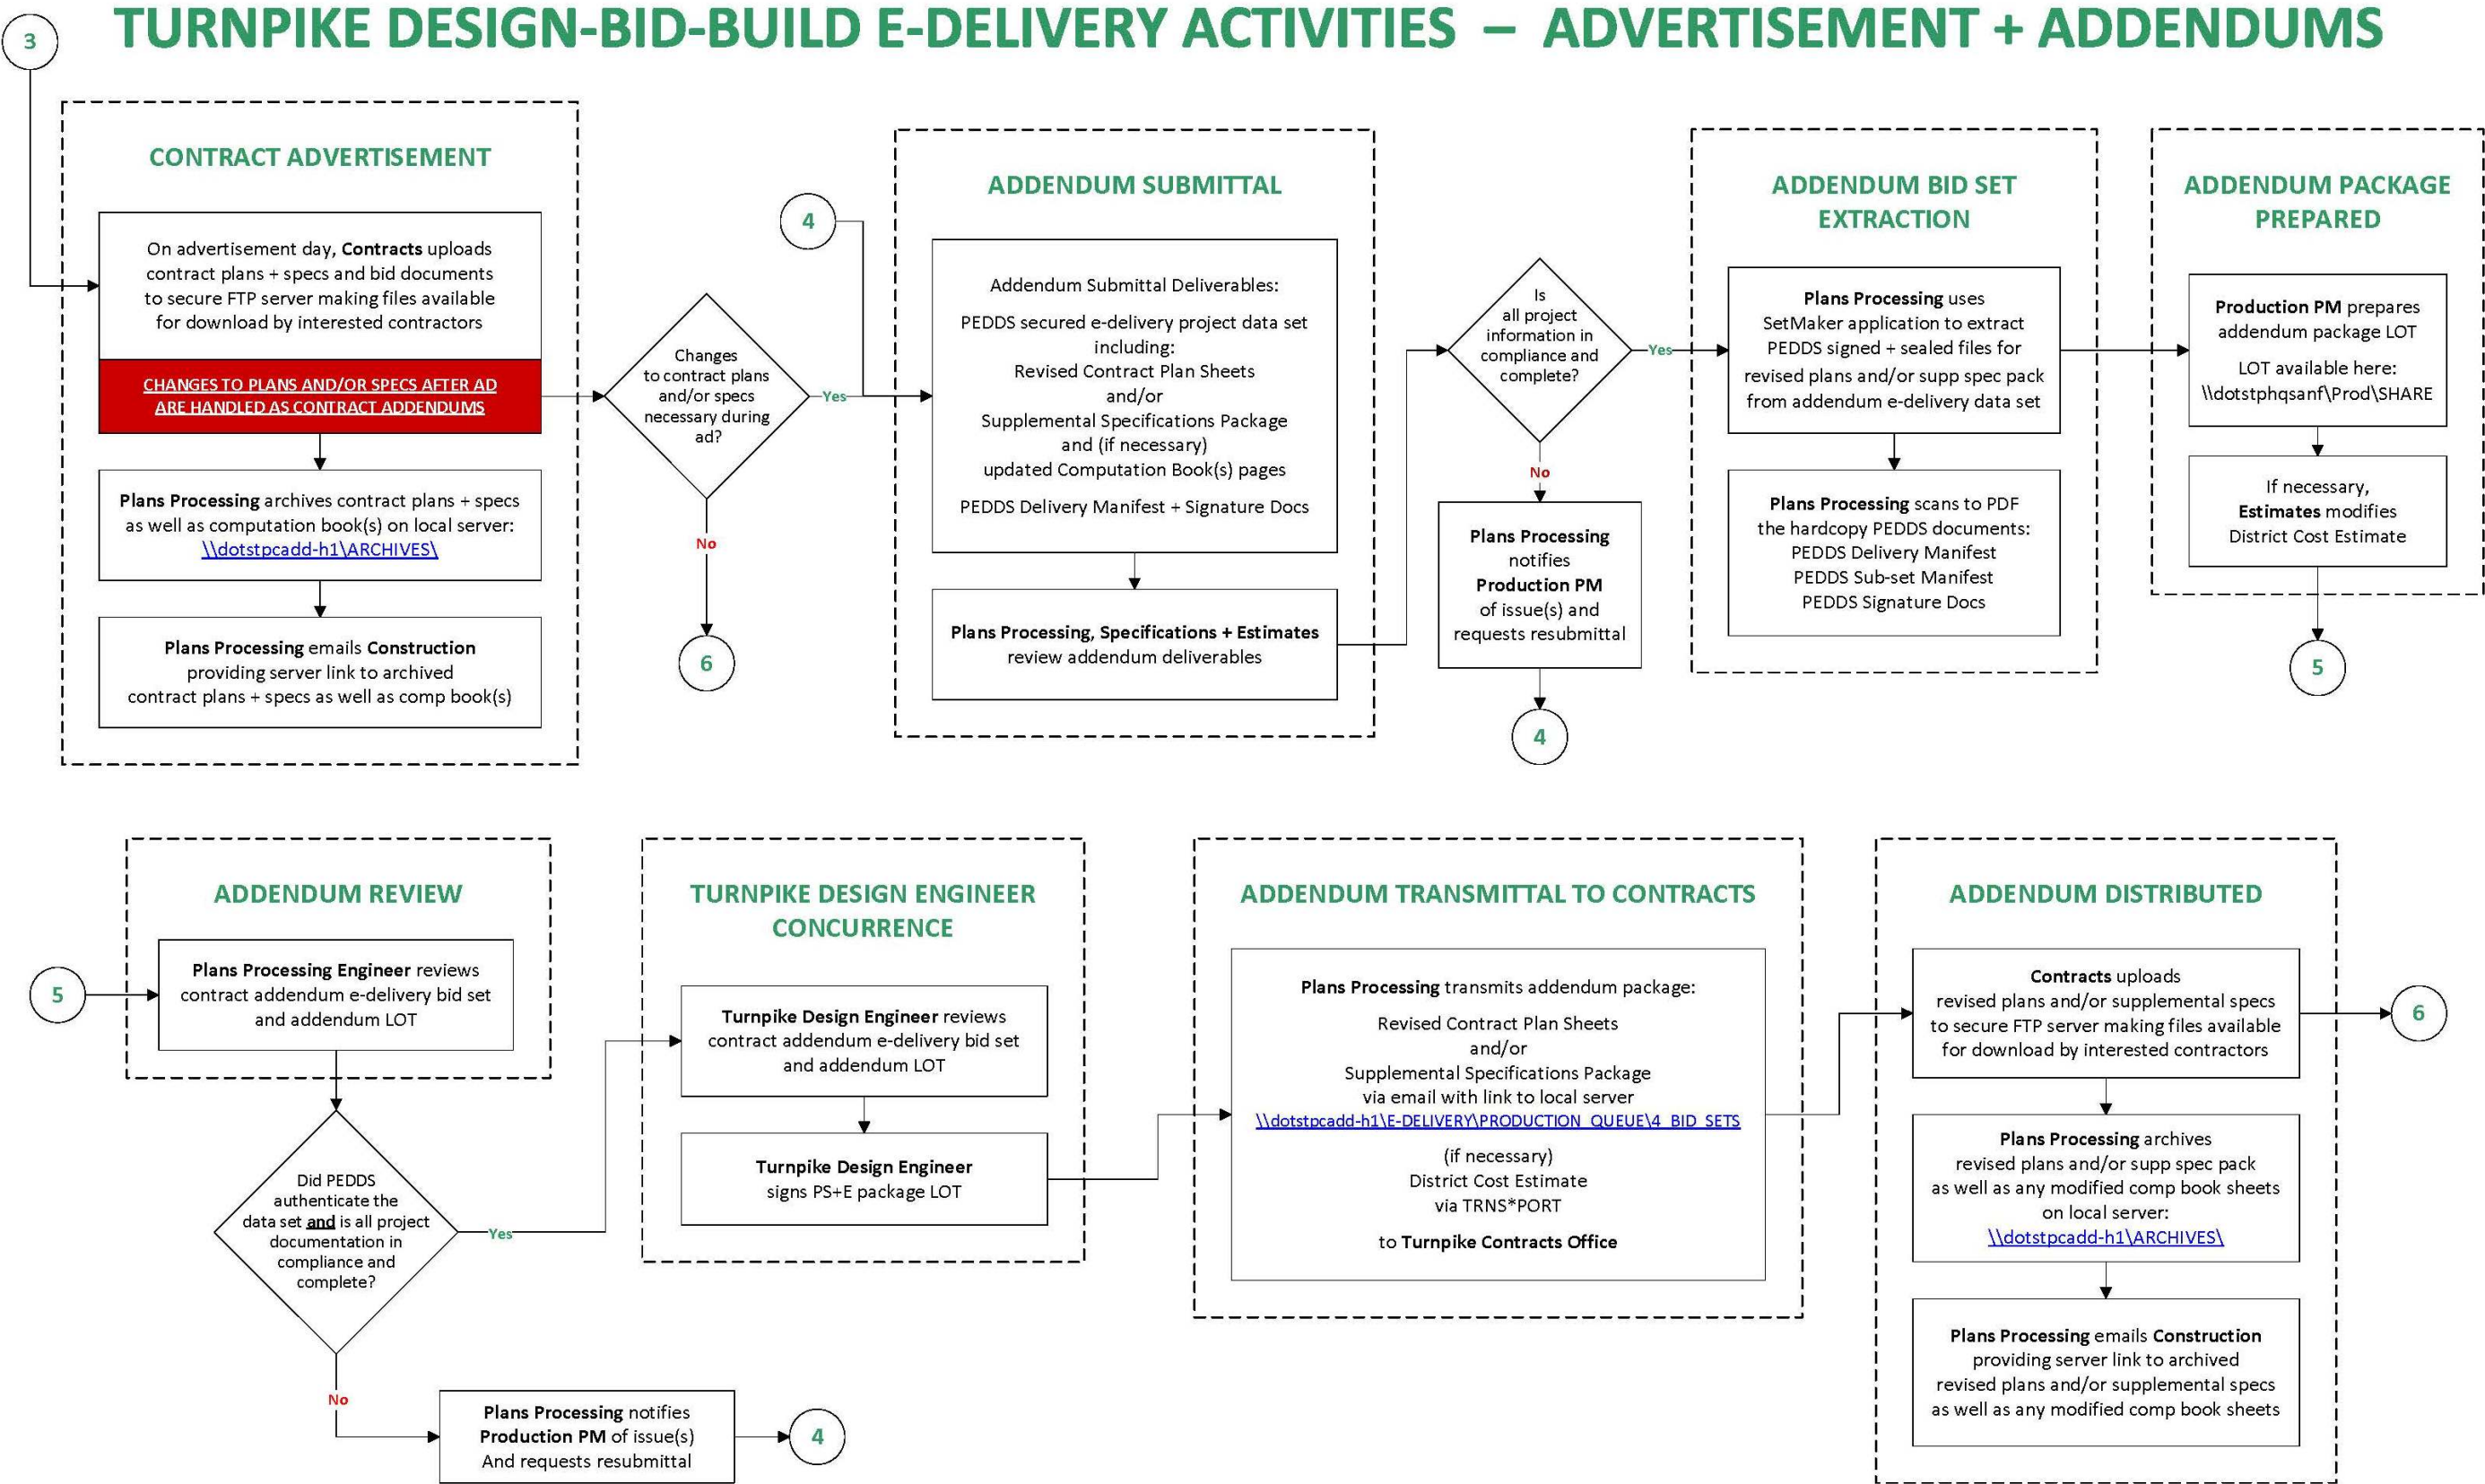 TURNPIKE DESIGN-BID-BUILD E-DELIVERY ACTIVITIES – ADVERTISEMENT + ADDENDUMS
3
CONTRACT ADVERTISEMENT
On advertisement day, Contracts uploads
contract plans + specs and bid documents
to secure FTP server making files available
for download by interested contractors
CHANGES TO PLANS AND/OR SPECS AFTER AD
ARE HANDLED AS CONTRACT ADDENDUMS
Plans Processing archives contract plans + specs
as well as computation book(s) on local server:
\\dotstpcadd-h1\ARCHIVES\
Plans Processing emails Construction
providing server link to archived
contract plans + specs as well as comp book(s)
Changes
to contract plans
and/or specs
necessary during
ad?
Yes
No
6
4
ADDENDUM SUBMITTAL
Addendum Submittal Deliverables:
PEDDS secured e-delivery project data set
including:
Revised Contract Plan Sheets
and/or
Supplemental Specifications Package
and (if necessary)
updated Computation Book(s) pages
PEDDS Delivery Manifest + Signature Docs
Plans Processing, Specifications + Estimates
review addendum deliverables
Is
all project
information in
compliance and
complete?
Yes
No
Plans Processing
notifies
Production PM
of issue(s) and
requests resubmittal
4
ADDENDUM BID SET
EXTRACTION
Plans Processing uses
SetMaker application to extract
PEDDS signed + sealed files for
revised plans and/or supp spec pack
from addendum e-delivery data set
Plans Processing scans to PDF
the hardcopy PEDDS documents:
PEDDS Delivery Manifest
PEDDS Sub-set Manifest
PEDDS Signature Docs
ADDENDUM PACKAGE
PREPARED
Production PM prepares
addendum package LOT
LOT available here:
\\dotstphqsanf\Prod\SHARE
If necessary,
Estimates modifies
District Cost Estimate
5
5
ADDENDUM REVIEW
Plans Processing Engineer reviews
contract addendum e-delivery bid set
and addendum LOT
Did PEDDS
authenticate the
data set and is all project
documentation in
compliance and
complete?
Yes
No
Plans Processing notifies
Production PM of issue(s)
And requests resubmittal
4
TURNPIKE DESIGN ENGINEER
CONCURRENCE
Turnpike Design Engineer reviews
contract addendum e-delivery bid set
and addendum LOT
Turnpike Design Engineer
signs PS+E package LOT
ADDENDUM TRANSMITTAL TO CONTRACTS
Plans Processing transmits addendum package:
Revised Contract Plan Sheets
and/or
Supplemental Specifications Package
via email with link to local server
\\dotstpcadd-h1\E-DELIVERY\PRODUCTION_QUEUE\4_BID_SETS
(if necessary)
District Cost Estimate
via TRNS*PORT
to Turnpike Contracts Office
ADDENDUM DISTRIBUTED
Contracts uploads
revised plans and/or supplemental specs
to secure FTP server making files available
for download by interested contractors
6
Plans Processing archives
revised plans and/or supp spec pack
as well as any modified comp book sheets
on local server:
\\dotstpcadd-h1\ARCHIVES\
Plans Processing emails Construction
providing server link to archived
revised plans and/or supplemental specs
as well as any modified comp book sheets